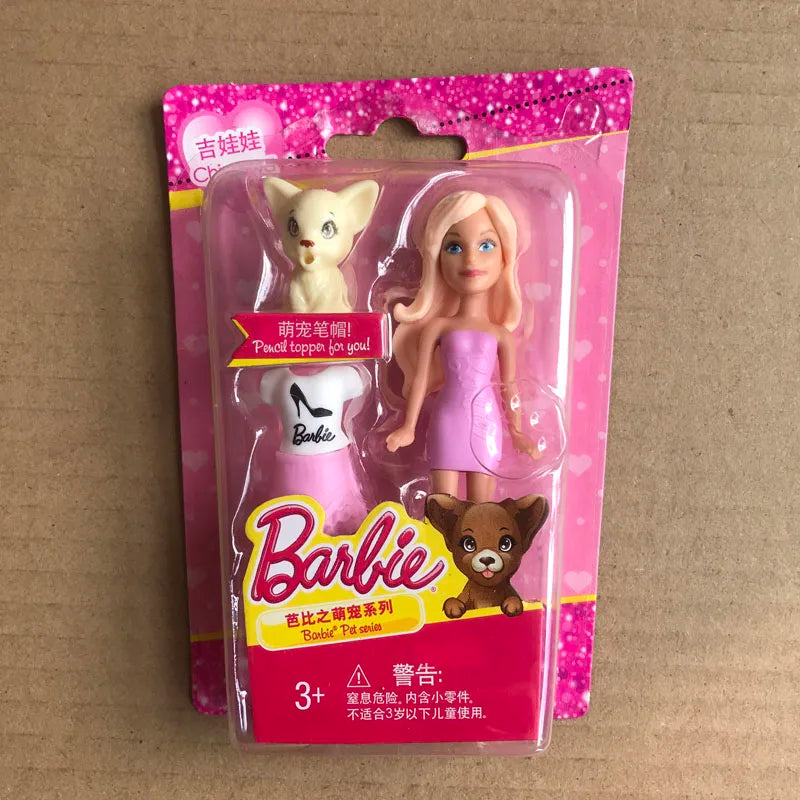 吉娃娃
萌宠笔帽!
Pencil topper for you!
Barbie
Barbie®
芭比之萌宠系列
Barbie® Pet series
3+
警告:
窒息危险。内含小零件。
不适合3岁以下儿童使用。